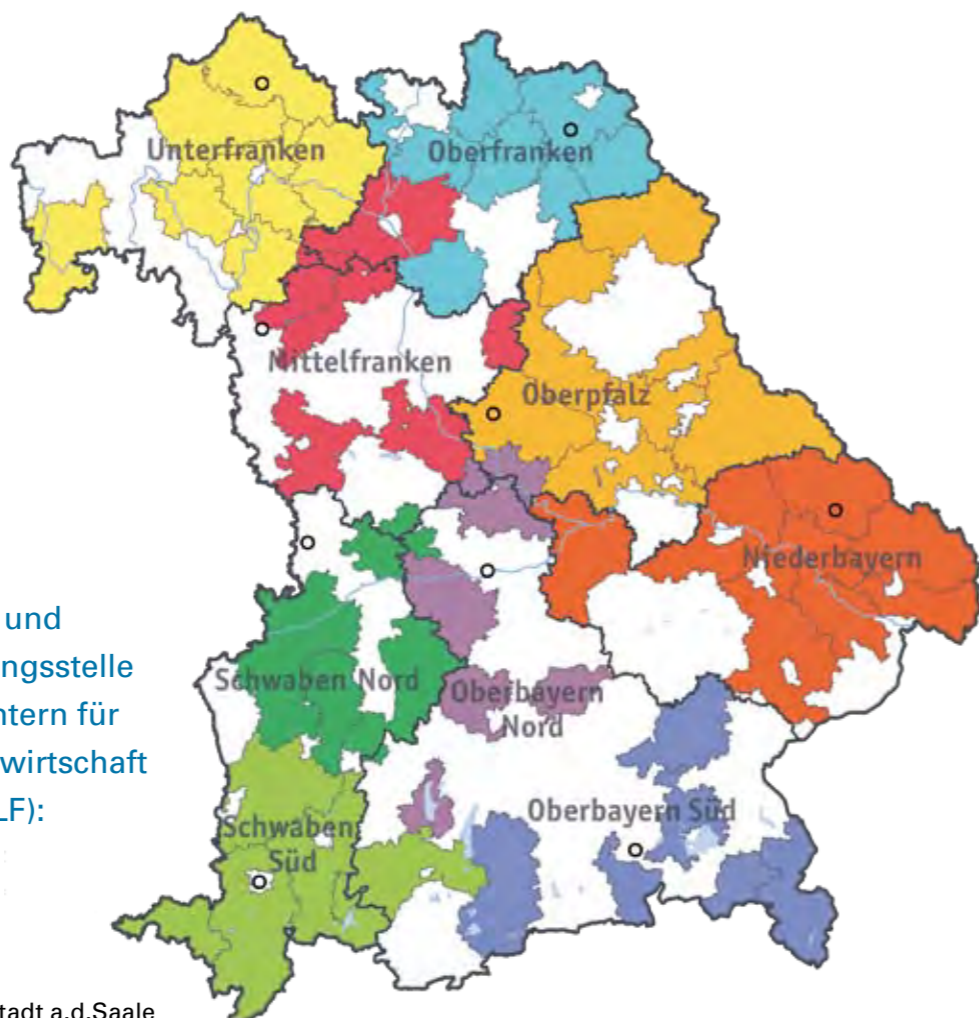 Unterfranken
Oberfranken
Mittelfranken
Oberpfalz
Niederbayern
Schwaben Nord
Oberbayern
Nord
Oberbayern Süd
Schwaben
Süd
und
ngsstelle
ntern für
wirtschaft
LF):
tadt a.d.Saale